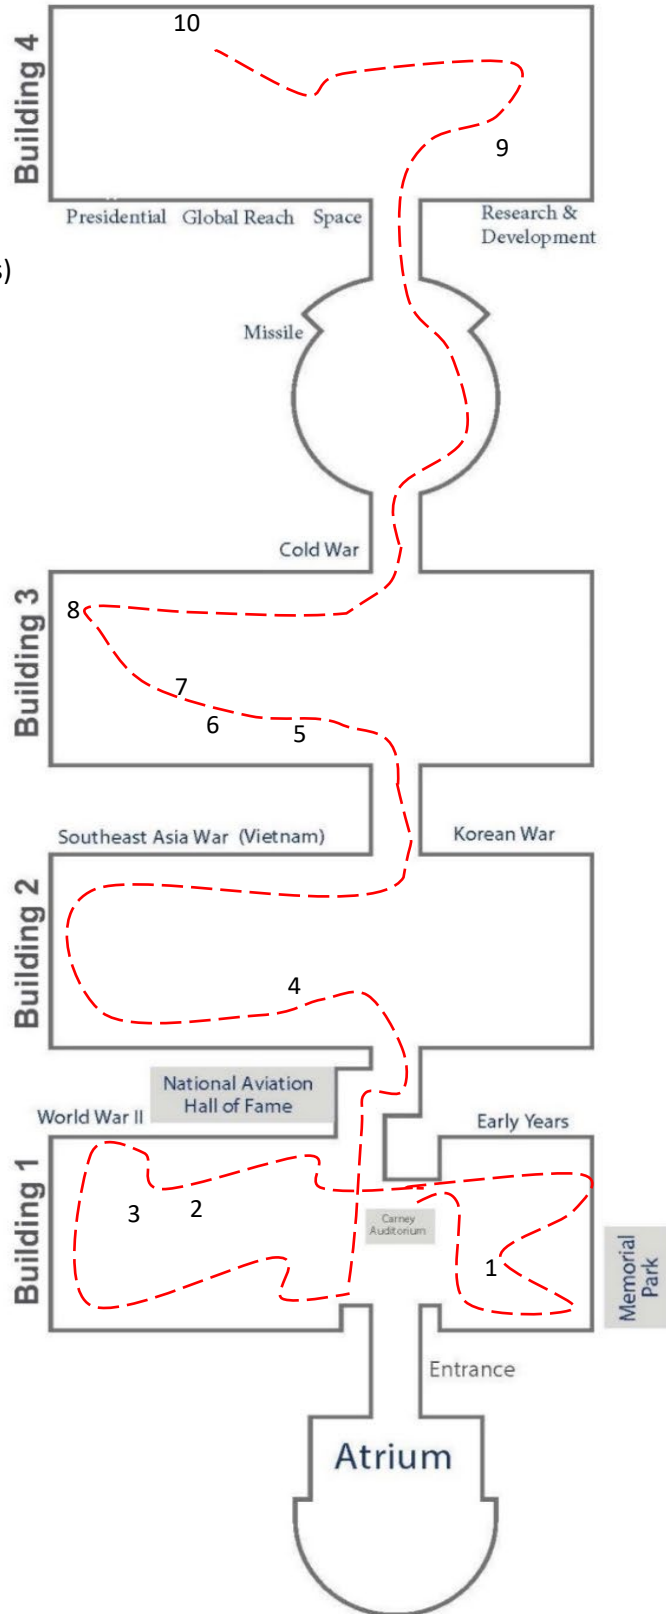 10
Building 4
9
Presidential
Global Reach
Space
Research &
Development
s)
Missile
Cold War
Building 3
8
7
6
5
Southeast Asia War (Vietnam)
Korean War
Building 2
4
National Aviation
Hall of Fame
World War II
Early Years
Building 1
3
2
Carney
Auditorium
1
Memorial
Park
Entrance
Atrium